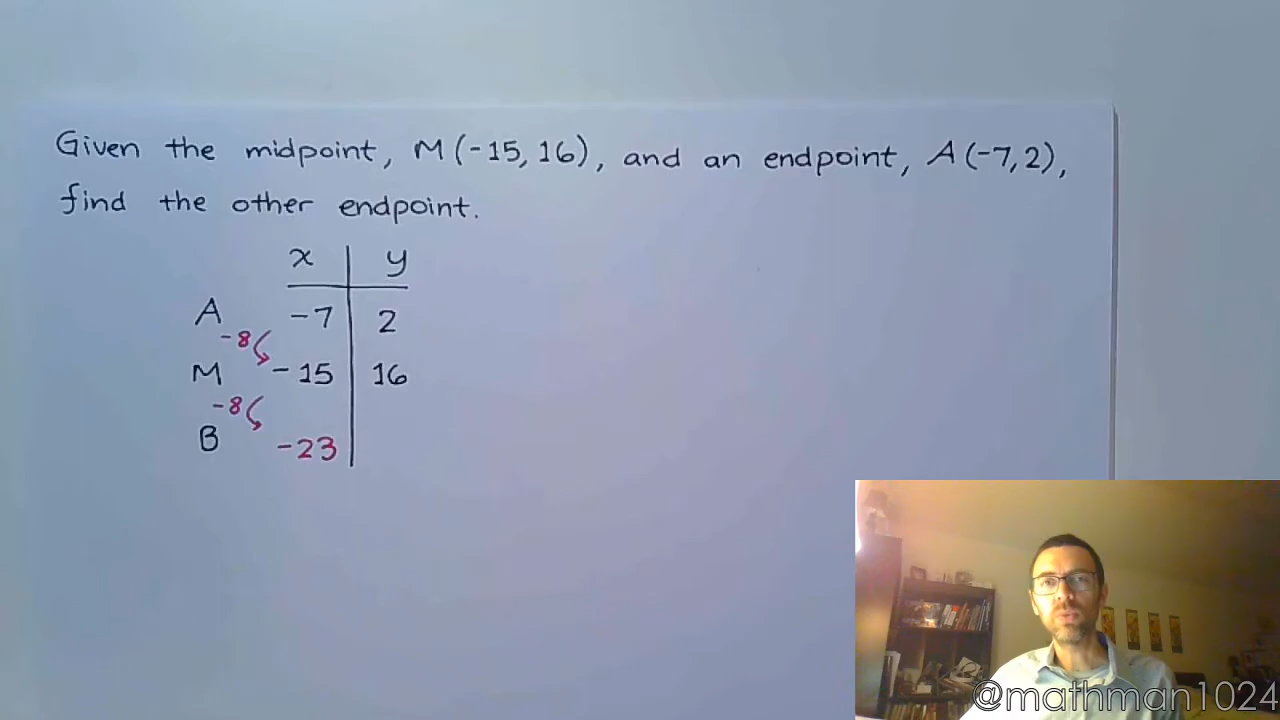 Given the midpoint, M(-15, 16), and an endpoint, A(-7, 2),
find the other endpoint.
x y
A -7 2
-8
M -15 16
-8
B -23
@mathman1024